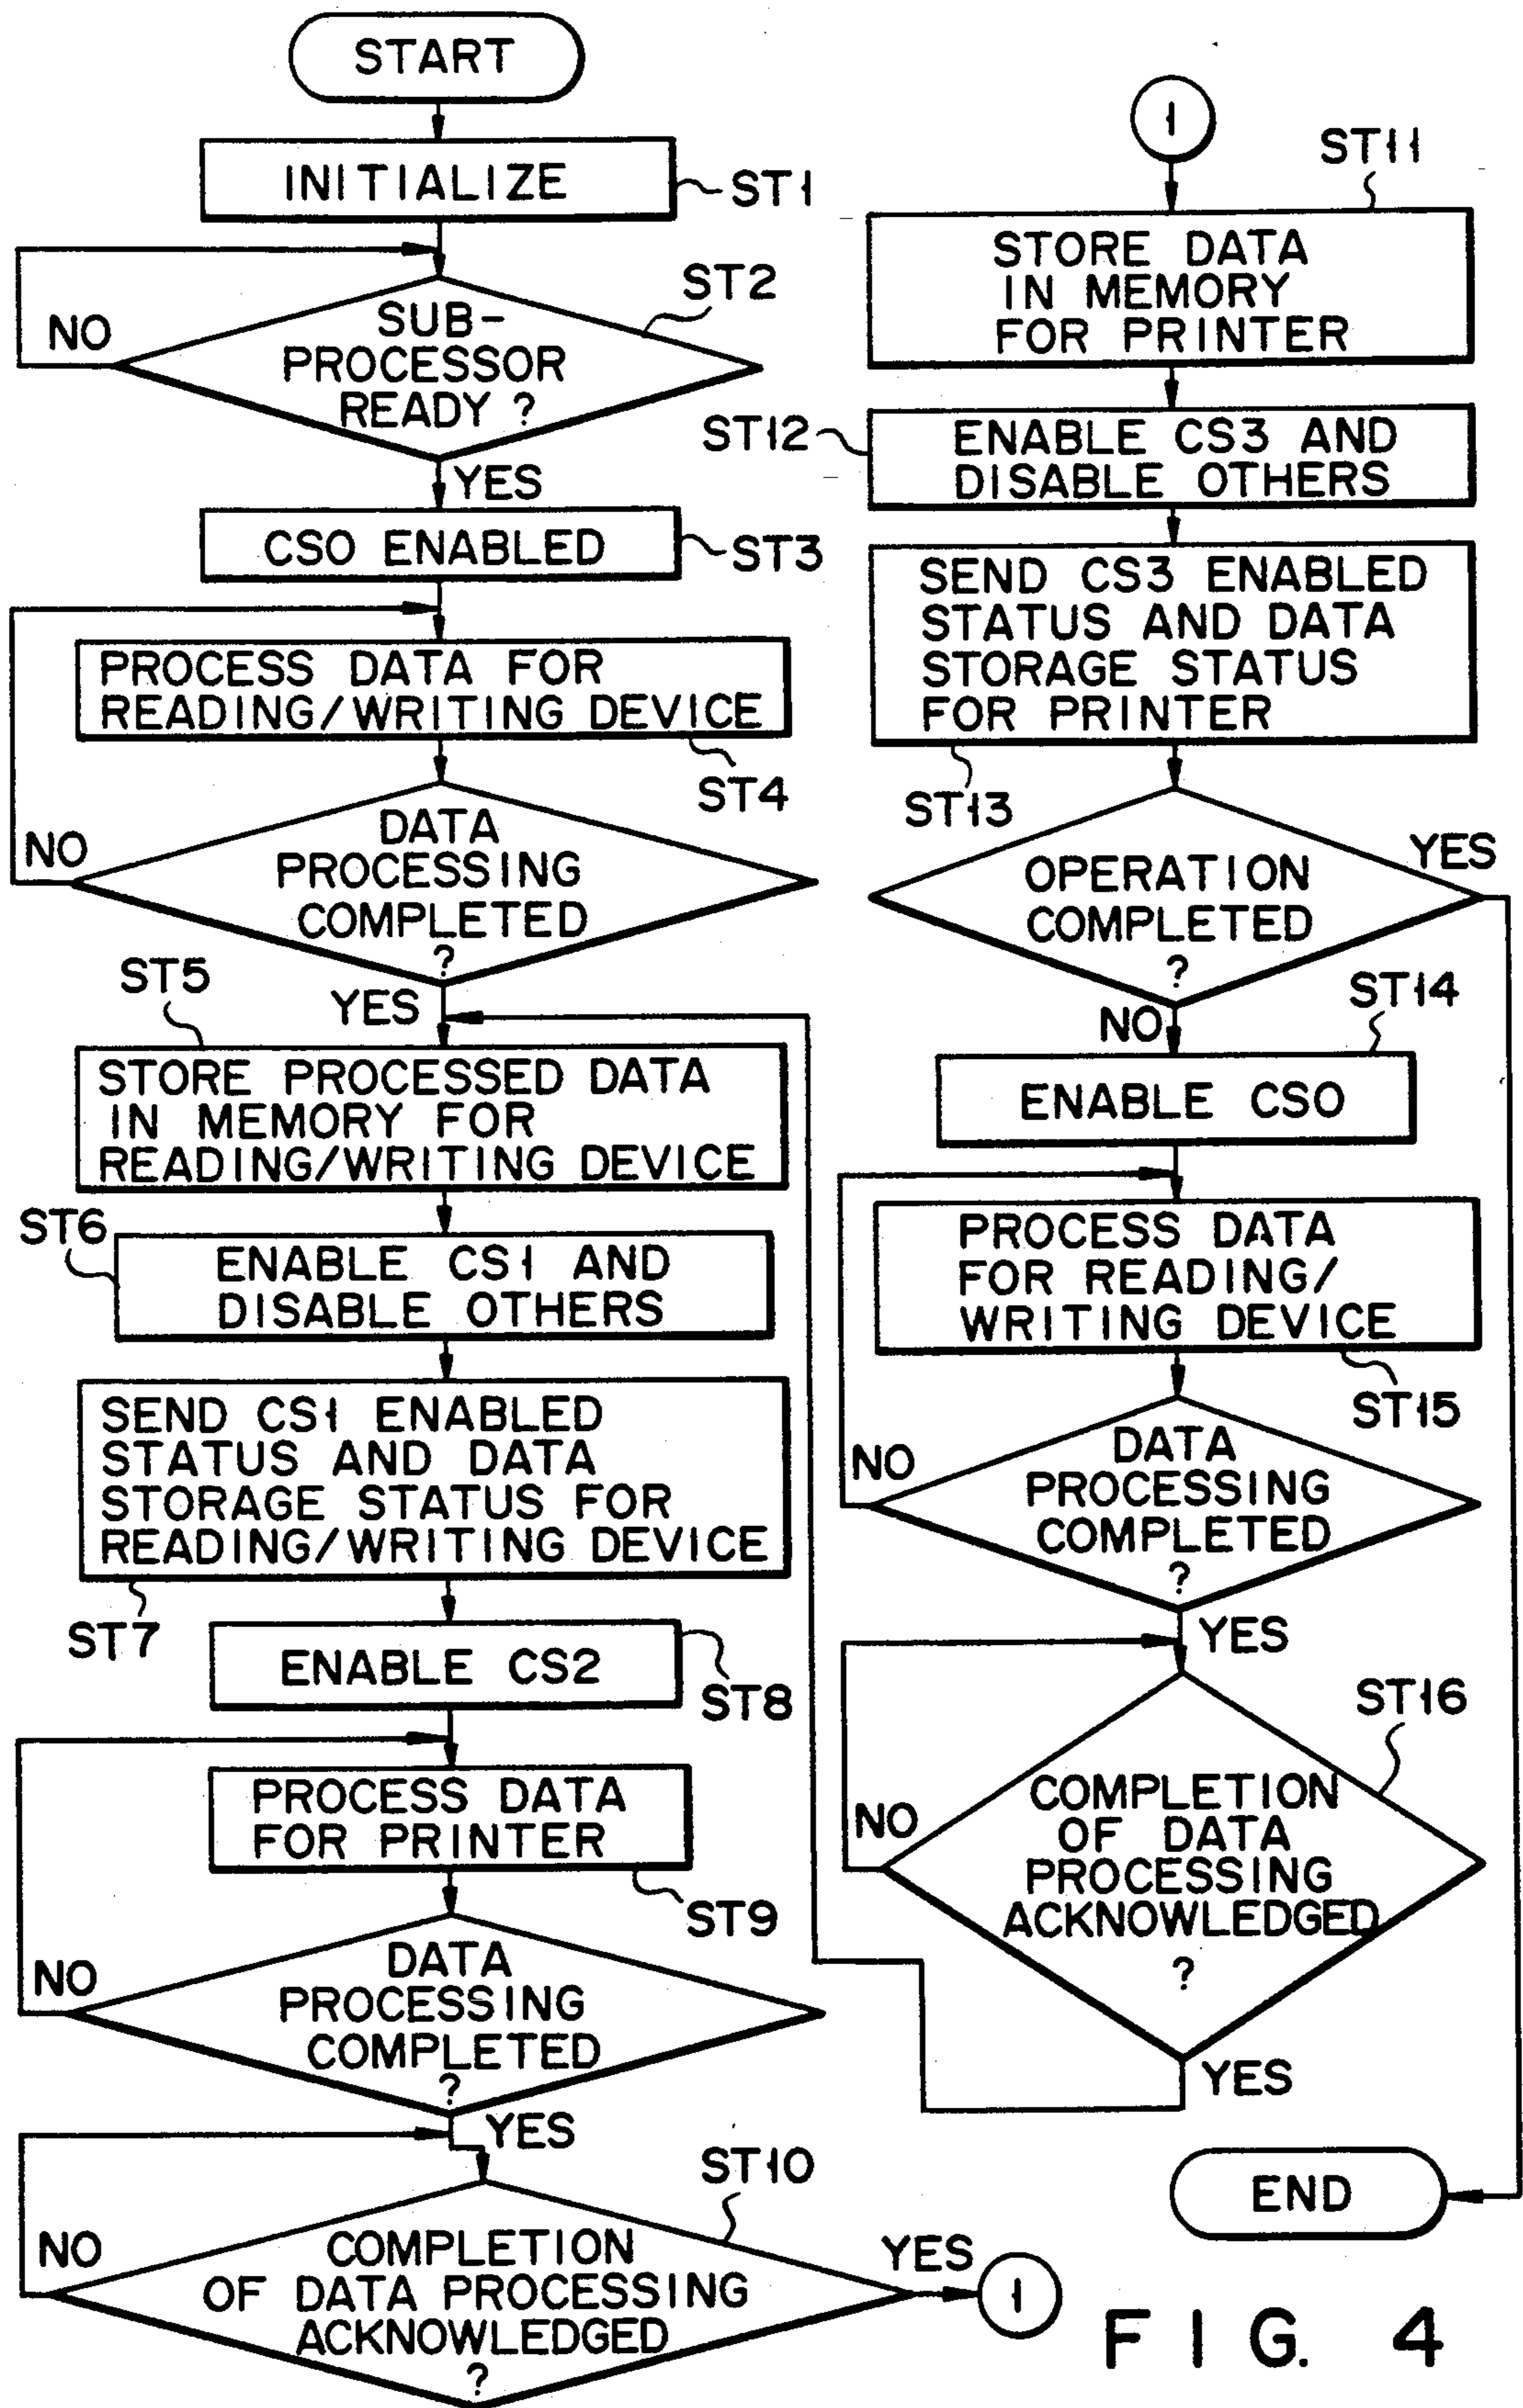 START
INITIALIZE
ST1
ST2
NO
SUB-
PROCESSOR
READY ?
YES
CSO ENABLED
ST3
PROCESS DATA FOR
READING/WRITING DEVICE
ST4
NO
DATA
PROCESSING
COMPLETED
?
ST5
YES
STORE PROCESSED DATA
IN MEMORY FOR
READING/WRITING DEVICE
ST6
ENABLE CS1 AND
DISABLE OTHERS
SEND CS1 ENABLED
STATUS AND DATA
STORAGE STATUS FOR
READING/WRITING DEVICE
ST7
ENABLE CS2
ST8
PROCESS DATA
FOR PRINTER
ST9
NO
DATA
PROCESSING
COMPLETED
?
YES
ST10
NO
COMPLETION
OF DATA PROCESSING
ACKNOWLEDGED
?
YES
1
1
ST11
STORE DATA
IN MEMORY
FOR PRINTER
ST12
ENABLE CS3 AND
DISABLE OTHERS
SEND CS3 ENABLED
STATUS AND DATA
STORAGE STATUS
FOR PRINTER
ST13
YES
OPERATION
COMPLETED
?
NO
ST14
ENABLE CSO
PROCESS DATA
FOR READING/
WRITING DEVICE
ST15
NO
DATA
PROCESSING
COMPLETED
?
YES
ST16
NO
COMPLETION
OF DATA
PROCESSING
ACKNOWLEDGED
?
YES
END
FIG. 4